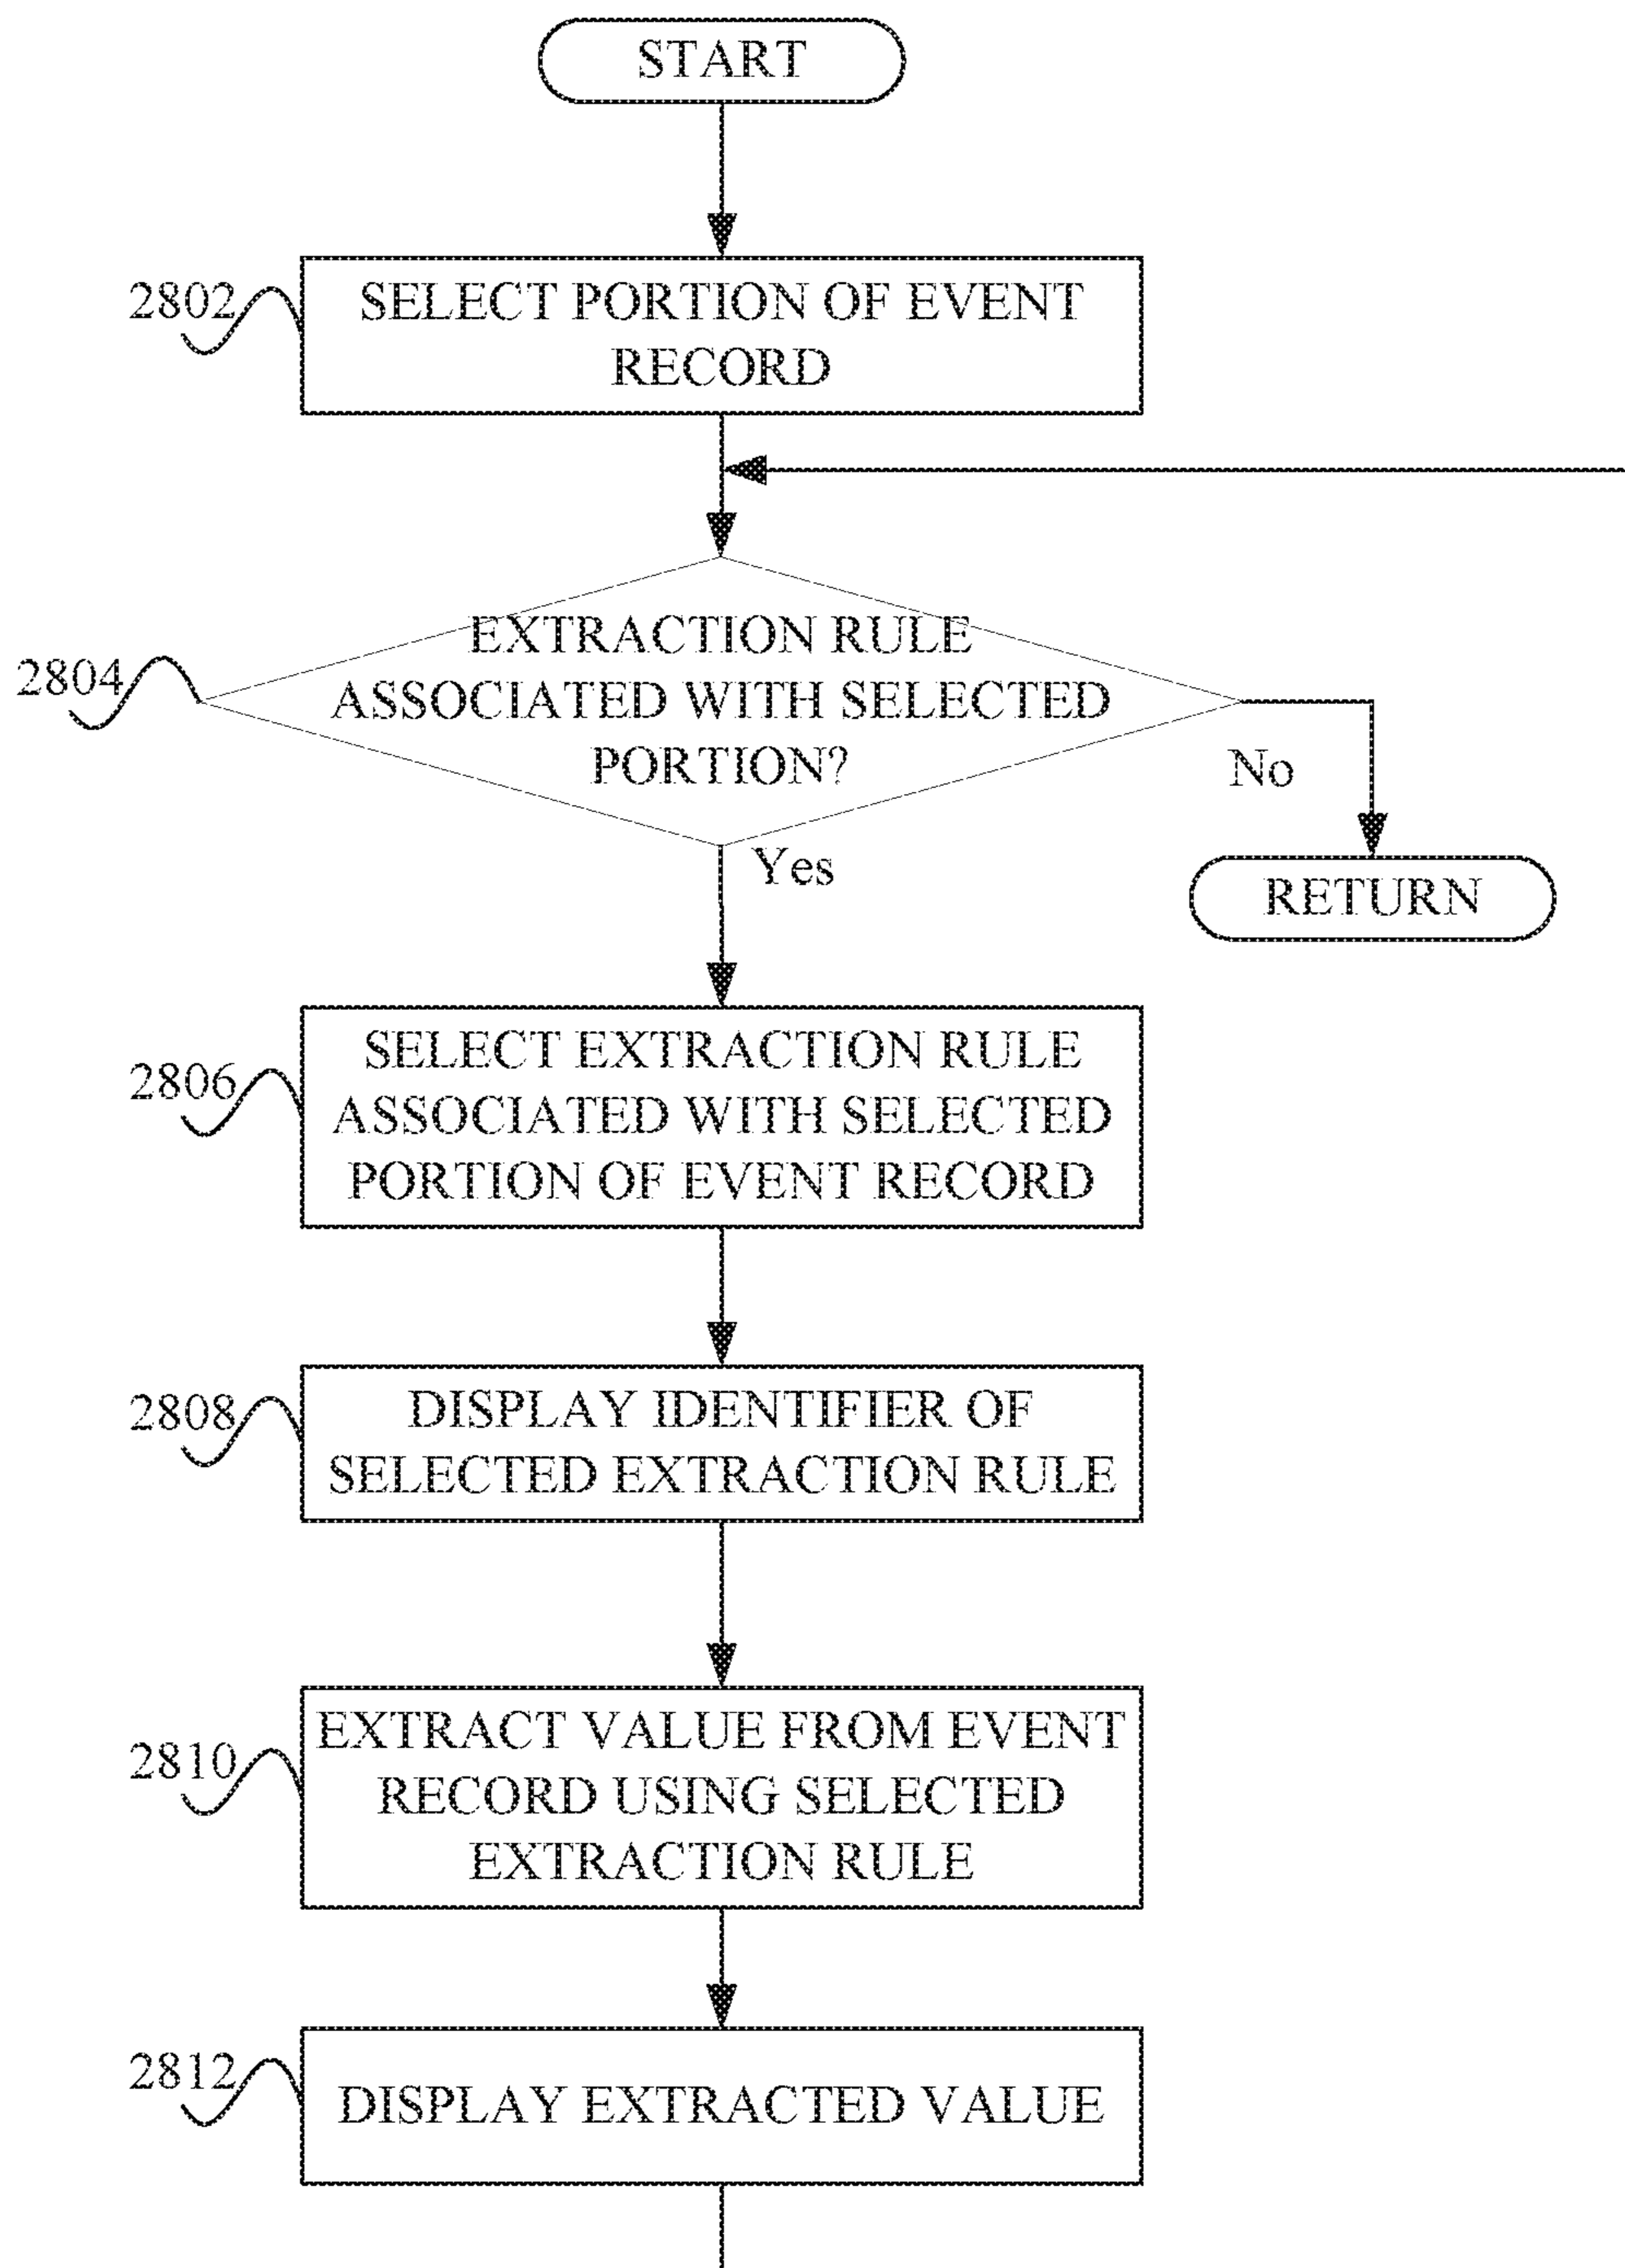 START
2802
SELECT PORTION OF EVENT
RECORD
2804
EXTRACTION RULE
ASSOCIATED WITH SELECTED
PORTION?
No
Yes
RETURN
2806
SELECT EXTRACTION RULE
ASSOCIATED WITH SELECTED
PORTION OF EVENT RECORD
2808
DISPLAY IDENTIFIER OF
SELECTED EXTRACTION RULE
2810
EXTRACT VALUE FROM EVENT
RECORD USING SELECTED
EXTRACTION RULE
2812
DISPLAY EXTRACTED VALUE